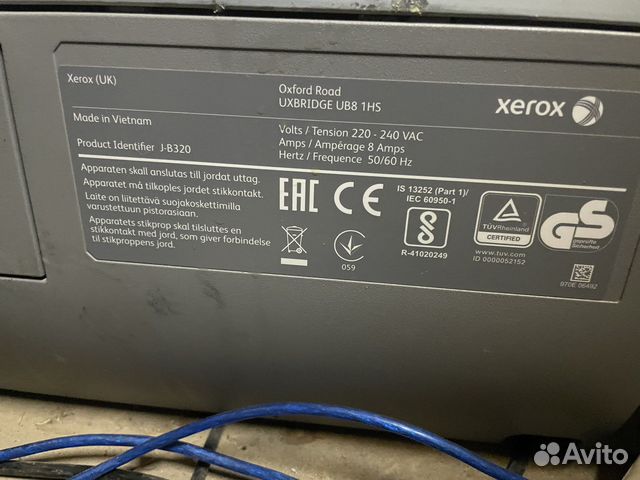 Xerox (UK)
Oxford Road
UXBRIDGE UB8 1HS
xerox
Made in Vietnam
Product Identifier J-B320
Volts / Tension 220 - 240 VAC
Amps / Ampérage 8 Amps
Hertz / Frequence 50/60 Hz
Apparaten skall anslutas till jordat uttag.
Apparatet må tilkoples jordet stikkontakt.
Laite on liitettävä suojakoskettimilla
varustettuun pistorasiaan.
Apparatets stikprop skal tilsluttes en
stikkontakt med jord, som giver forbindelse
til stikproppens jord.
EAC CE
059
IS 13252 (Part 1)/
IEC 60950-1
R-41020249
TÜVRheinland
CERTIFIED
www.tuv.com
ID 0000052152
GS
geprüfte
Sicherheit
970E 06492
Avito